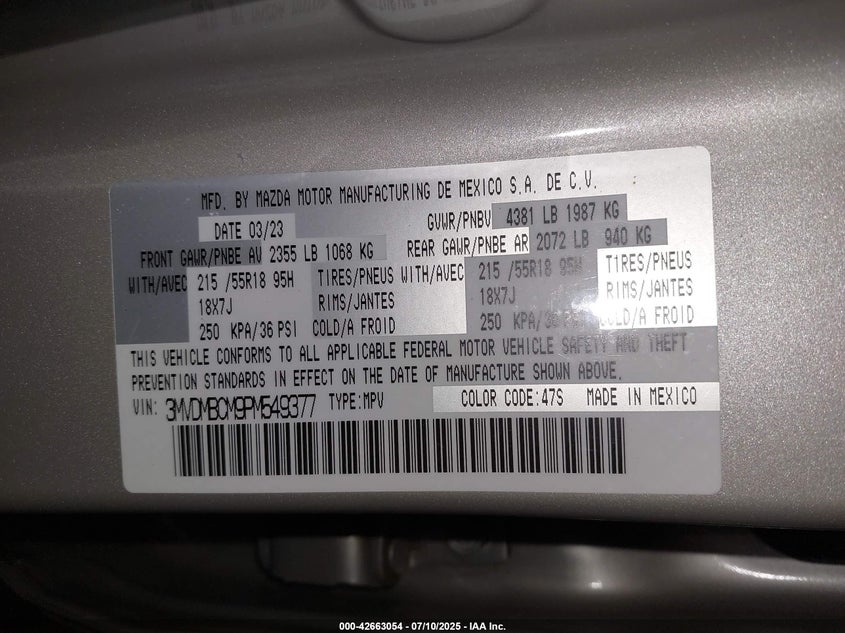 MFD. BY MAZDA MOTOR MANUFACTURING DE MEXICO S.A. DE C.V.
DATE 03/23 GVWR/PNBV 4381 LB 1987 KG
FRONT GAWR/PNBE AV 2355 LB 1068 KG REAR GAWR/PNBE AR 2072 LB 940 KG
WITH/AVEC 215 /55R18 95H TIRES/PNEUS WITH/AVEC 215 /55R18 95H TIRES/PNEUS
18X7J RIMS/JANTES 18X7J RIMS/JANTES
250 KPA/36 PSI COLD/A FROID 250 KPA/36 PSI COLD/A FROID
THIS VEHICLE CONFORMS TO ALL APPLICABLE FEDERAL MOTOR VEHICLE SAFETY AND THEFT
PREVENTION STANDARDS IN EFFECT ON THE DATE OF MANUFACTURE SHOWN ABOVE.
VIN: 3MVDMBCM9PM549377 TYPE:MPV COLOR CODE:47S MADE IN MEXICO
000-42663054 - 07/10/2025 - IAA Inc.